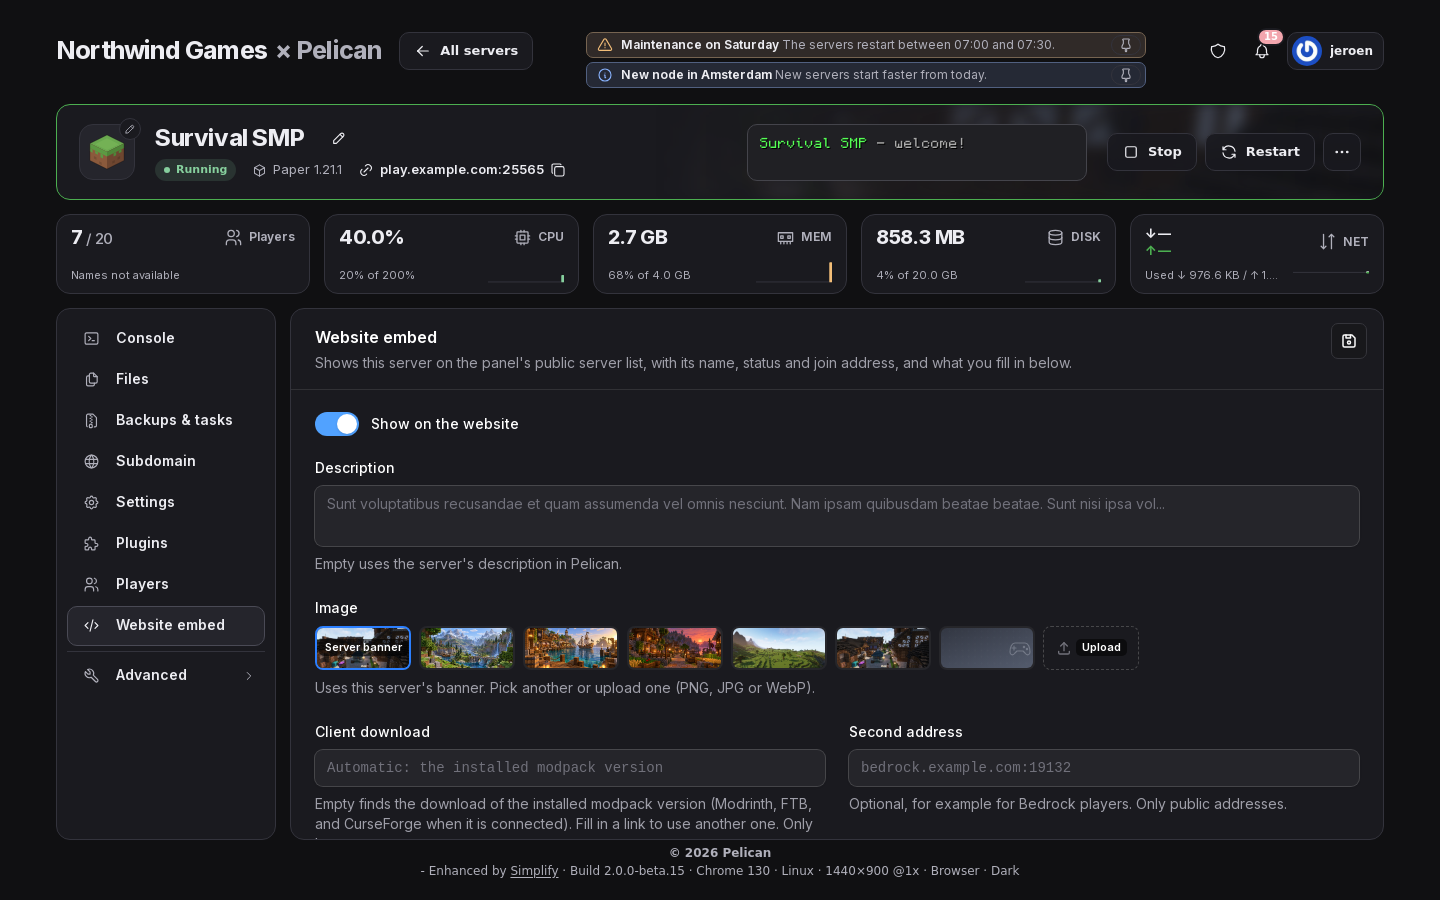 Northwind Games × Pelican
All servers
Maintenance on Saturday The servers restart between 07:00 and 07:30.
New node in Amsterdam New servers start faster from today.
15
jeroen
Survival SMP
Running
Paper 1.21.1
play.example.com:25565
Survival SMP - welcome!
Stop
Restart
7 / 20
Players
Names not available
40.0%
CPU
20% of 200%
2.7 GB
MEM
68% of 4.0 GB
858.3 MB
DISK
4% of 20.0 GB
↓—
↑—
NET
Used ↓ 976.6 KB / ↑ 1....
Console
Files
Backups & tasks
Subdomain
Settings
Plugins
Players
Website embed
Advanced
Website embed
Shows this server on the panel's public server list, with its name, status and join address, and what you fill in below.
Show on the website
Description
Sunt voluptatibus recusandae et quam assumenda vel omnis nesciunt. Nam ipsam quibusdam beatae beatae. Sunt nisi ipsa vol...
Empty uses the server's description in Pelican.
Image
Server banner
Upload
Uses this server's banner. Pick another or upload one (PNG, JPG or WebP).
Client download
Automatic: the installed modpack version
Empty finds the download of the installed modpack version (Modrinth, FTB,
and CurseForge when it is connected). Fill in a link to use another one. Only
Second address
bedrock.example.com:19132
Optional, for example for Bedrock players. Only public addresses.
© 2026 Pelican
- Enhanced by Simplify · Build 2.0.0-beta.15 · Chrome 130 · Linux · 1440×900 @1x · Browser · Dark